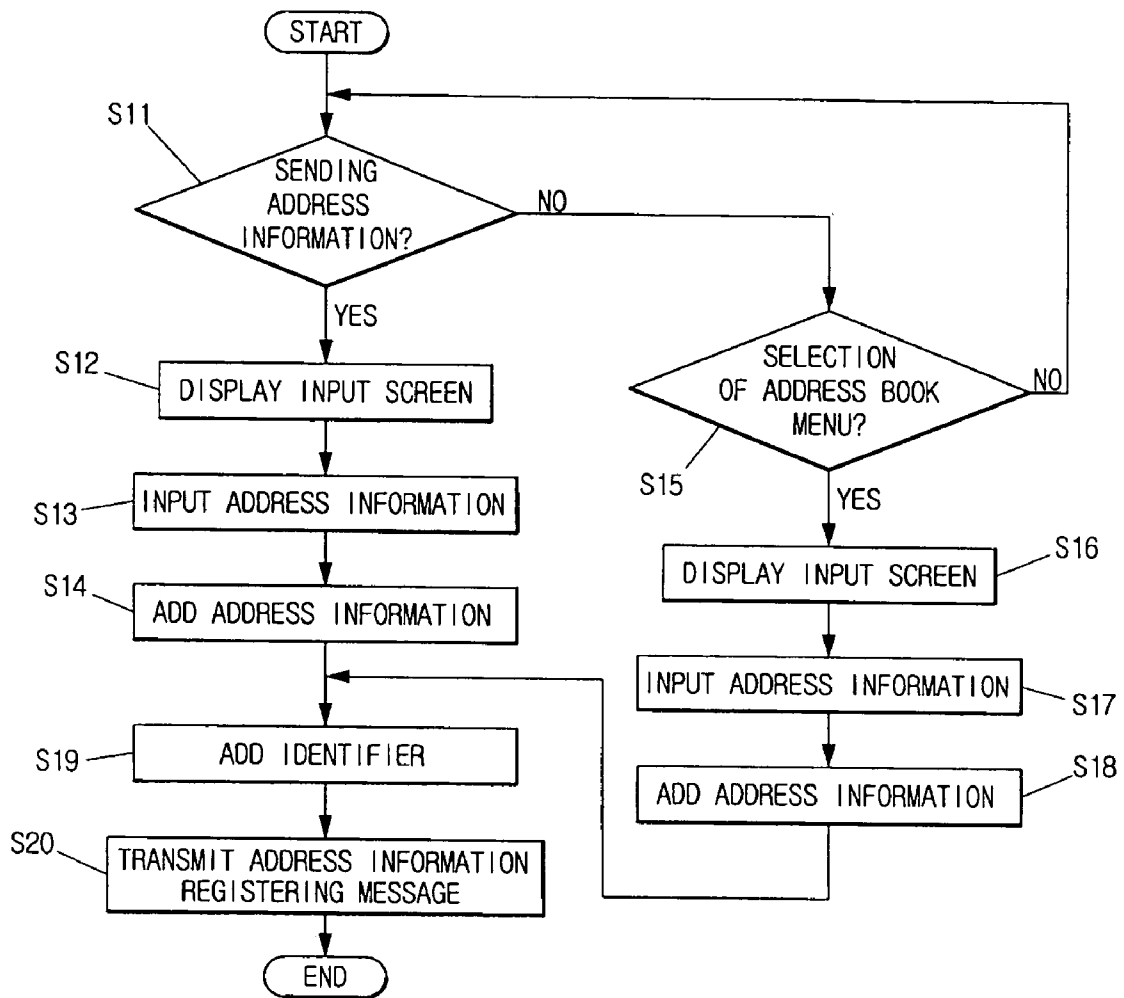 START
S11
SENDING
ADDRESS
INFORMATION?
NO
YES
S12
DISPLAY INPUT SCREEN
SELECTION
OF ADDRESS BOOK
MENU?
NO
S15
YES
S13
INPUT ADDRESS INFORMATION
S16
DISPLAY INPUT SCREEN
S14
ADD ADDRESS INFORMATION
INPUT ADDRESS INFORMATION
S17
S19
ADD IDENTIFIER
S18
ADD ADDRESS INFORMATION
S20
TRANSMIT ADDRESS INFORMATION
REGISTERING MESSAGE
END